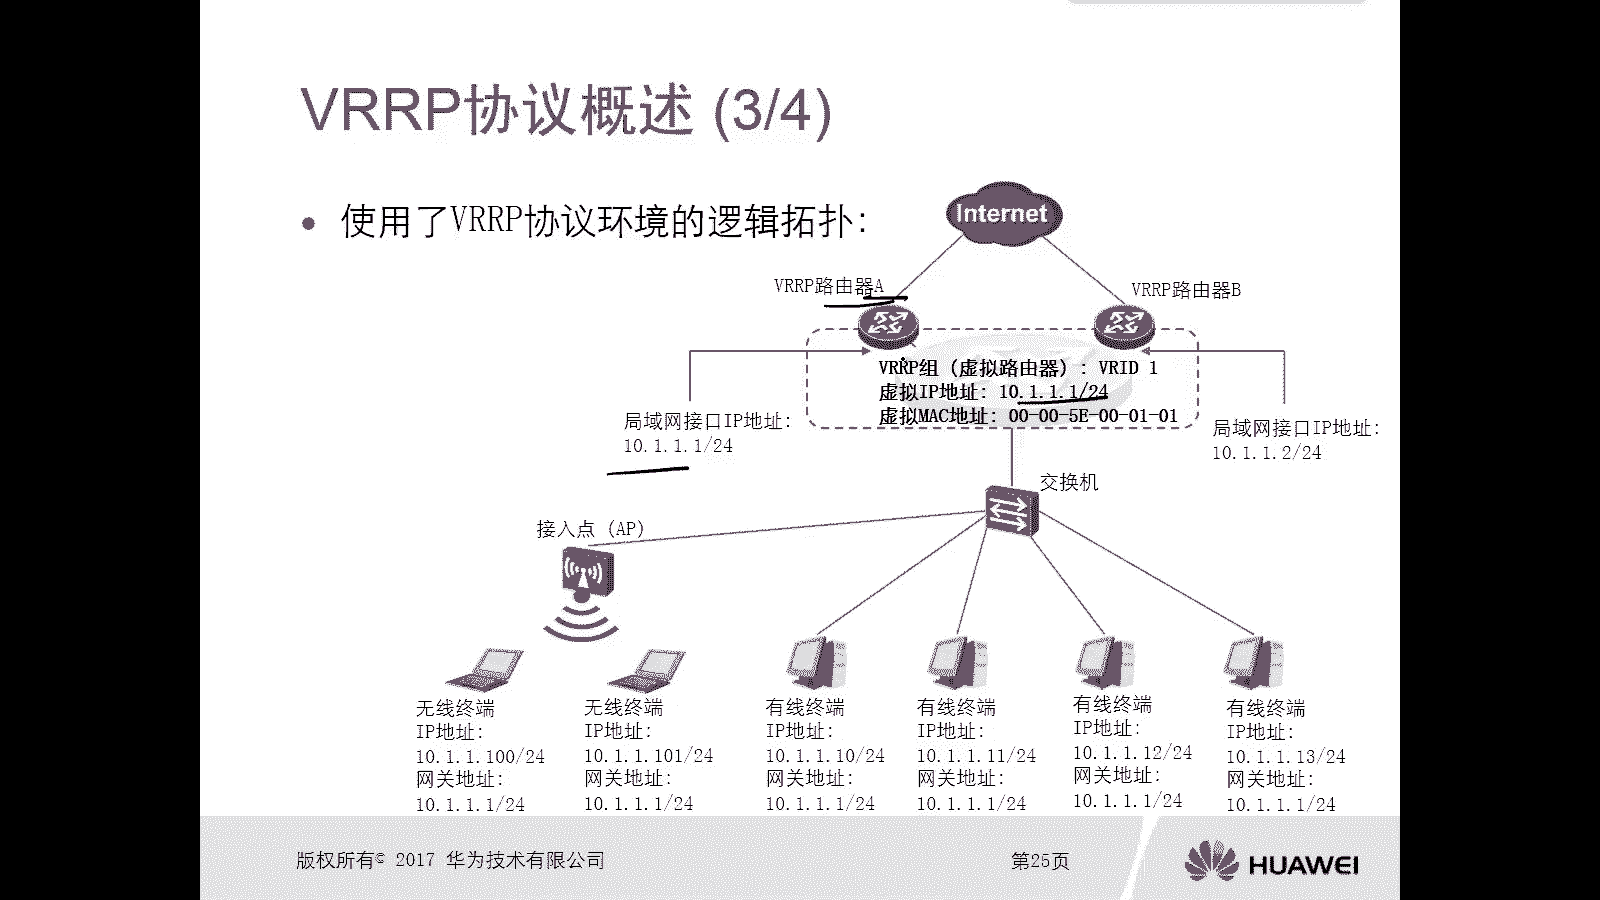 VRRP协议概述 (3/4)
使用了VRRP协议环境的逻辑拓扑：
Internet
VRRP路由器A
VRRP路由器B
VRRP组（虚拟路由器）：VRID 1
虚拟IP地址：10.1.1.1/24
虚拟MAC地址：00-00-5E-00-01-01
局域网接口IP地址：
10.1.1.1/24
局域网接口IP地址：
10.1.1.2/24
交换机
接入点（AP）
无线终端
IP地址：
10.1.1.100/24
网关地址：
10.1.1.1/24
无线终端
IP地址：
10.1.1.101/24
网关地址：
10.1.1.1/24
有线终端
IP地址：
10.1.1.10/24
网关地址：
10.1.1.1/24
有线终端
IP地址：
10.1.1.11/24
网关地址：
10.1.1.1/24
有线终端
IP地址：
10.1.1.12/24
网关地址：
10.1.1.1/24
有线终端
IP地址：
10.1.1.13/24
网关地址：
10.1.1.1/24
版权所有© 2017 华为技术有限公司
第25页
HUAWEI